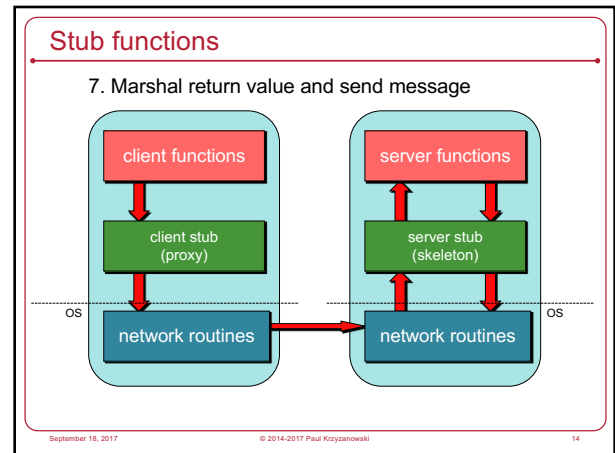 Stub functions
7. Marshal return value and send message
client functions
server functions
client stub
(proxy)
server stub
(skeleton)
OS
OS
network routines
network routines
September 18, 2017
© 2014-2017 Paul Krzyzanowski
14